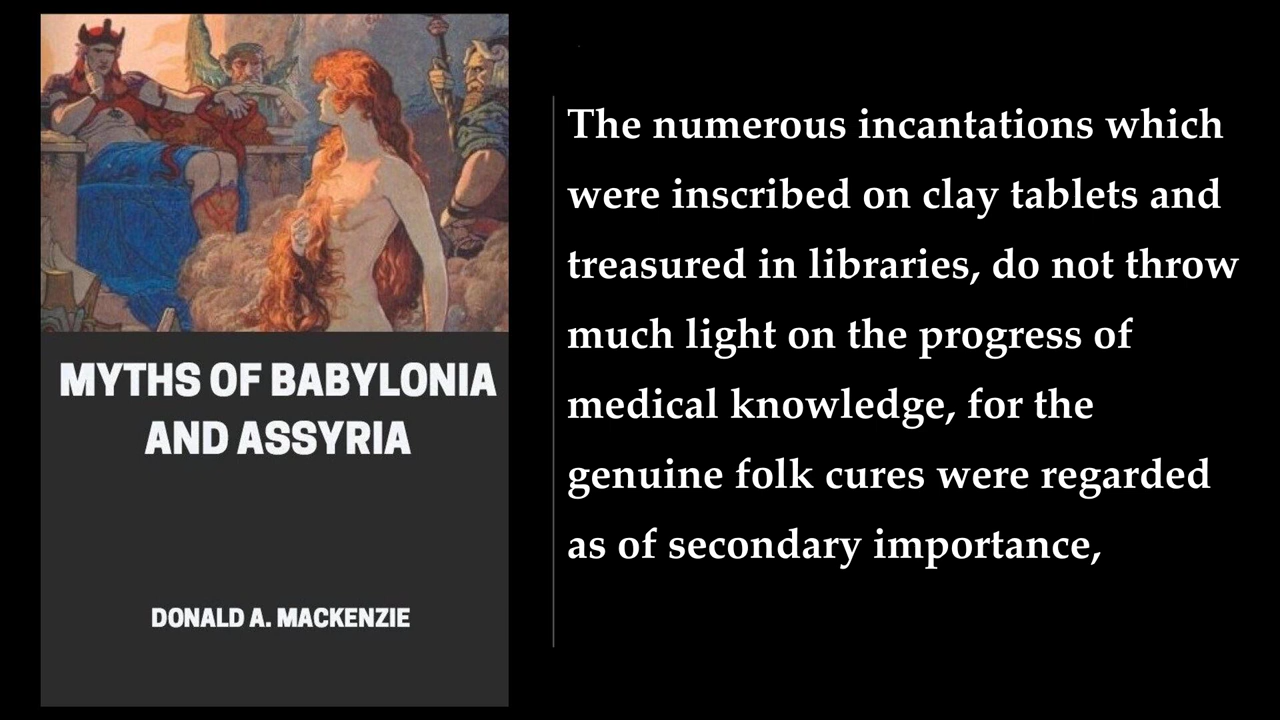 MYTHS OF BABYLONIA
AND ASSYRIA
DONALD A. MACKENZIE
The numerous incantations which
were inscribed on clay tablets and
treasured in libraries, do not throw
much light on the progress of
medical knowledge, for the
genuine folk cures were regarded
as of secondary importance,